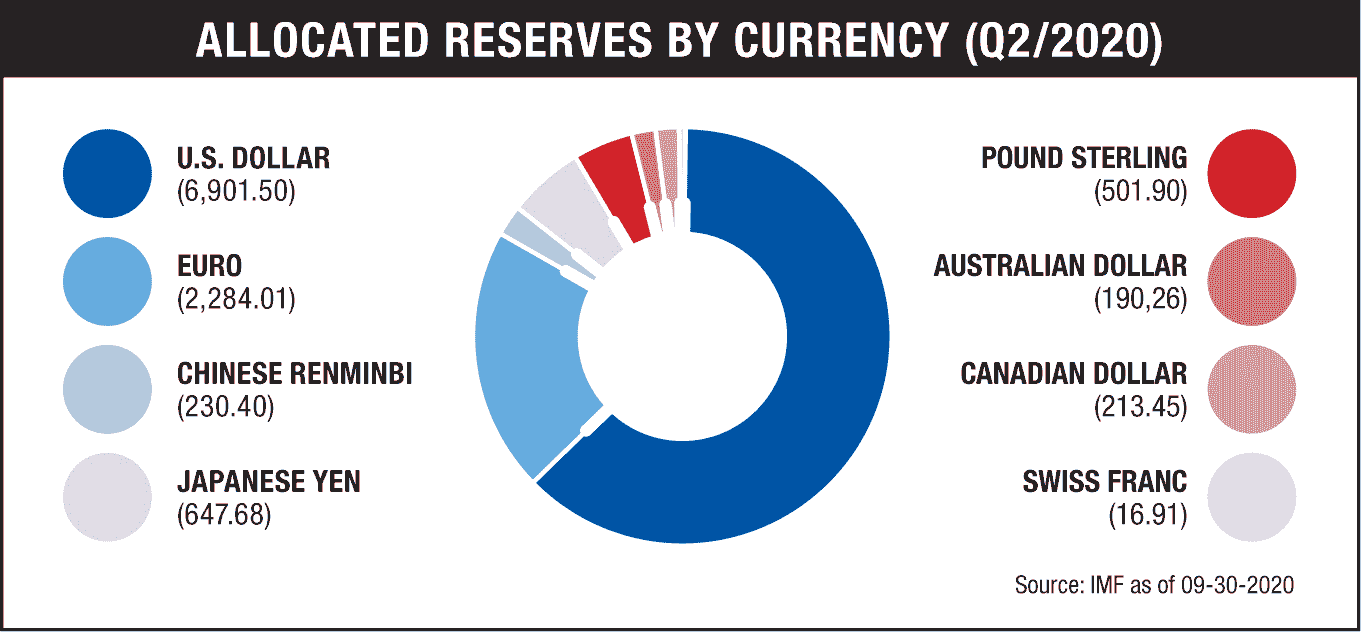 ALLOCATED RESERVES BY CURRENCY (Q2/2020)
U.S. DOLLAR
(6,901.50)
EURO
(2,284.01)
CHINESE RENMINBI
(230.40)
JAPANESE YEN
(647.68)
POUND STERLING
(501.90)
AUSTRALIAN DOLLAR
(190,26)
CANADIAN DOLLAR
(213.45)
SWISS FRANC
(16.91)
Source: IMF as of 09-30-2020